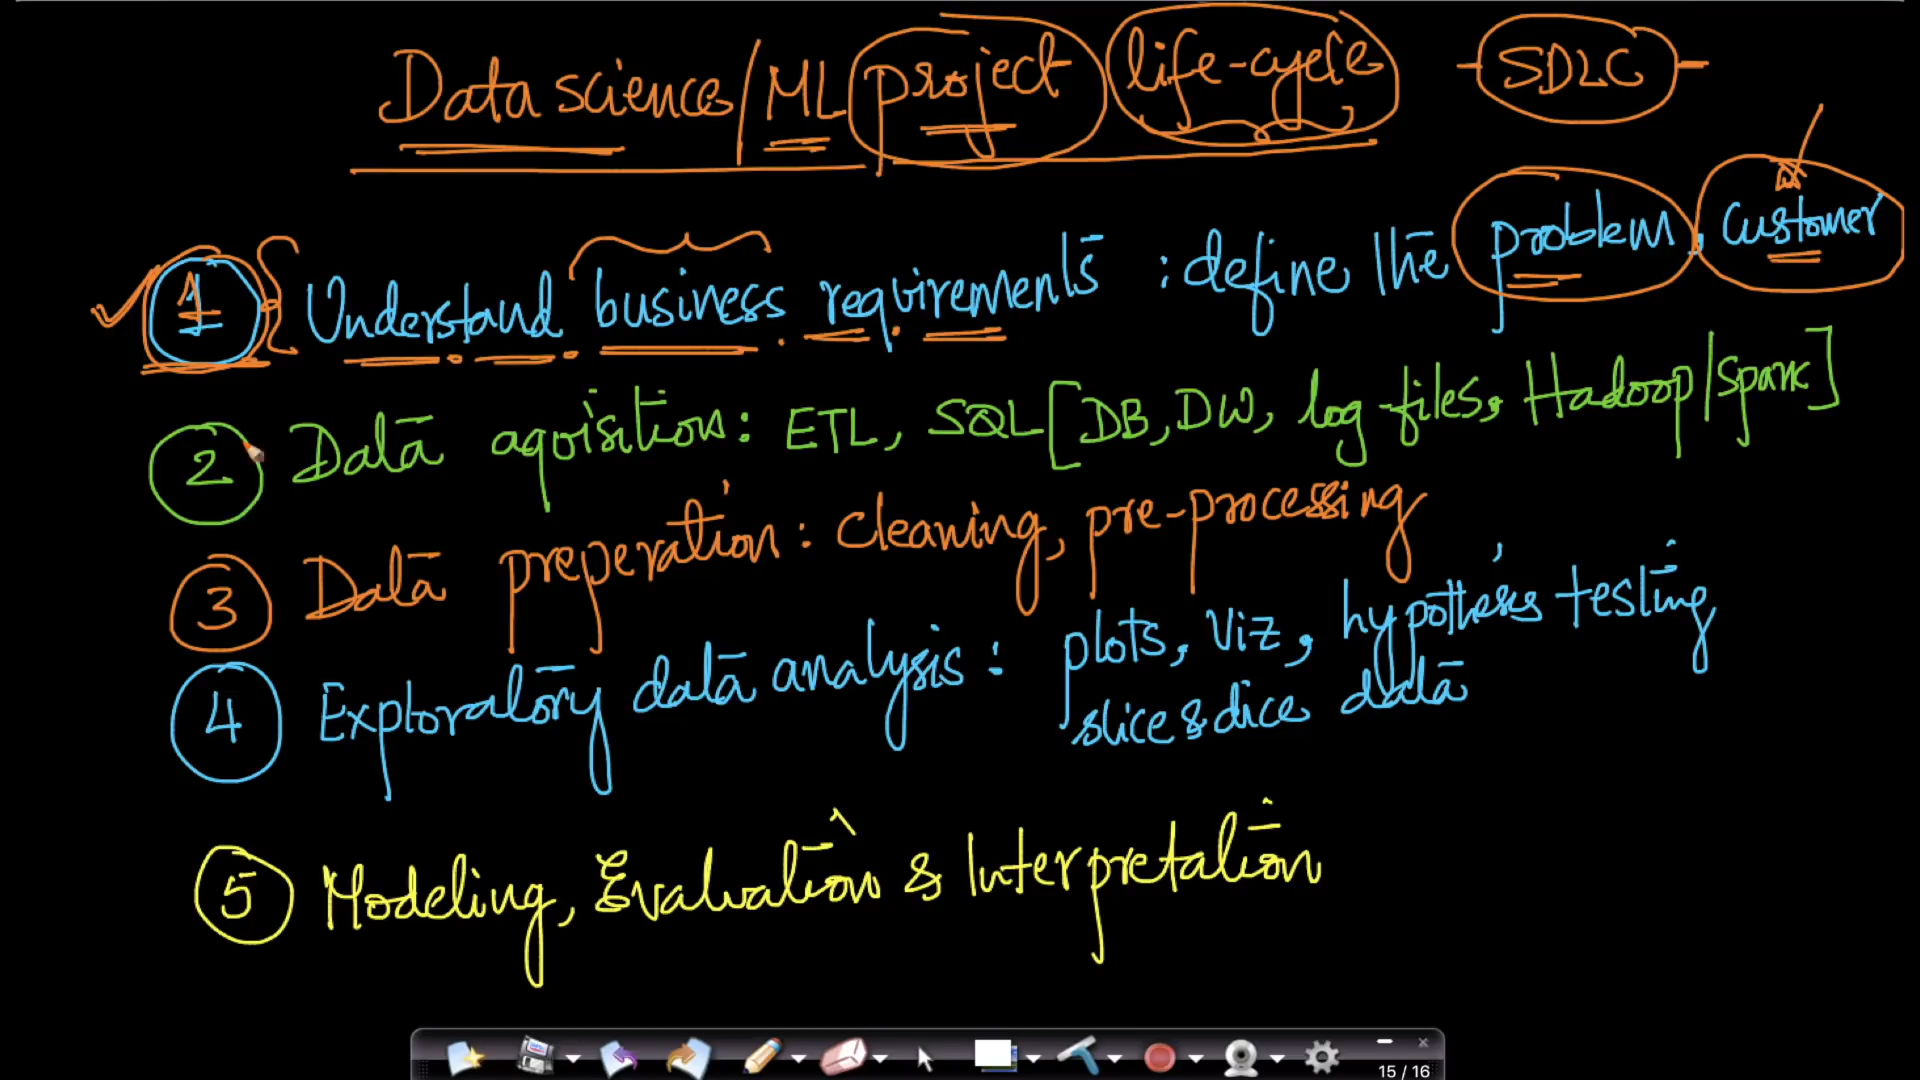 Data science/ML project life-cycle SDLC
1 Understand business requirements : define the problem, customer
2 Data aqoisition: ETL, SQL[DB, DW, log-files, Hadoop/spark]
3 Data preperation: cleaning, pre-processing
4 Exploratory data analysis: plots, viz, hypothesis testing
slice & dice data
5 Modeling, Evaluation & Interpretation
15 / 16